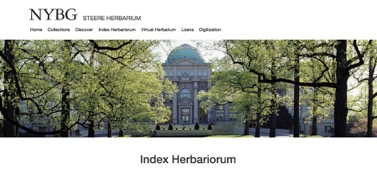 NYBG STEERE HERBARIUM
Home Collections Discover Index Herbariorum Virtual Herbarium Loans Digitization
Index Herbariorum